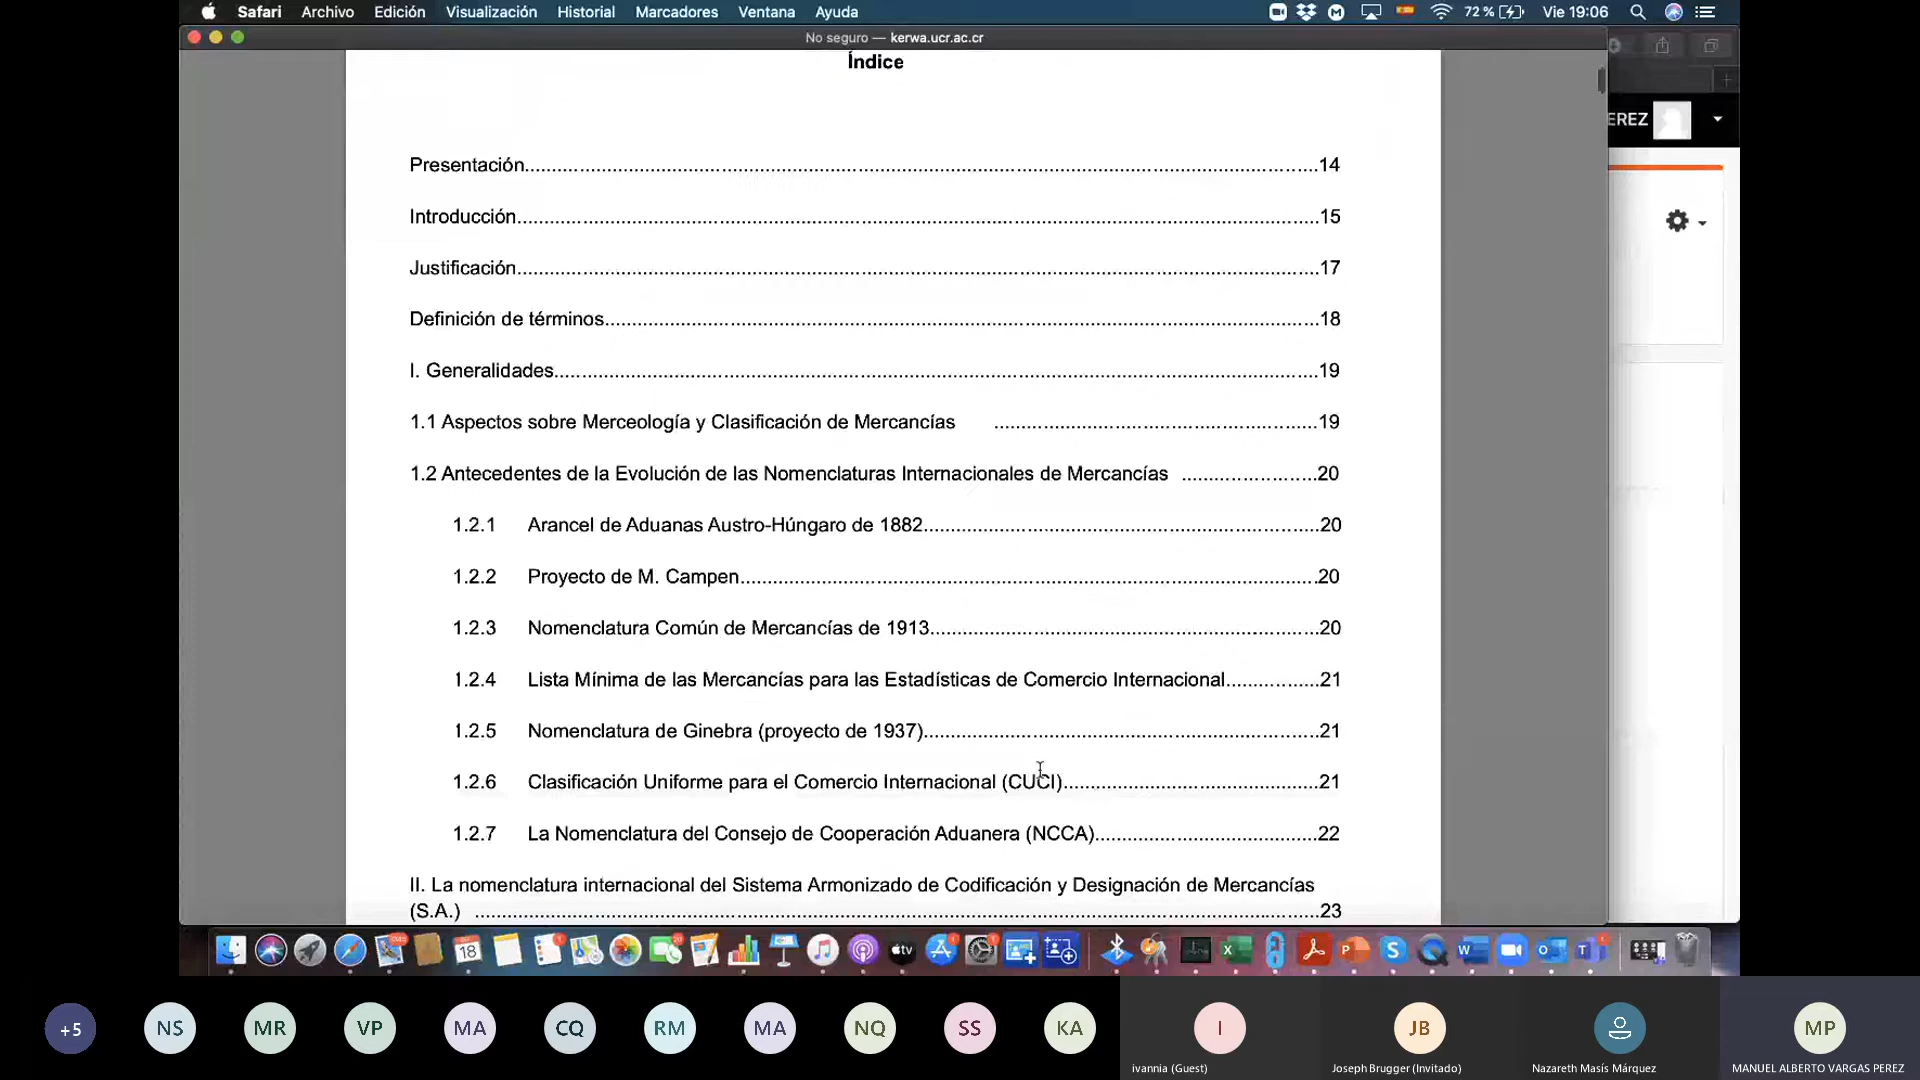 Safari Archivo Edición Visualización Historial Marcadores Ventana Ayuda 72 % Vie 19:06
No seguro — kerwa.ucr.ac.cr
EREZ
Índice
Presentación 14
Introducción 15
Justificación 17
Definición de términos 18
I. Generalidades 19
1.1 Aspectos sobre Merceología y Clasificación de Mercancías 19
1.2 Antecedentes de la Evolución de las Nomenclaturas Internacionales de Mercancías 20
1.2.1 Arancel de Aduanas Austro-Húngaro de 1882 20
1.2.2 Proyecto de M. Campen 20
1.2.3 Nomenclatura Común de Mercancías de 1913 20
1.2.4 Lista Mínima de las Mercancías para las Estadísticas de Comercio Internacional 21
1.2.5 Nomenclatura de Ginebra (proyecto de 1937) 21
1.2.6 Clasificación Uniforme para el Comercio Internacional (CUCI) 21
1.2.7 La Nomenclatura del Consejo de Cooperación Aduanera (NCCA) 22
II. La nomenclatura internacional del Sistema Armonizado de Codificación y Designación de Mercancías
(S.A.) 23
18 tv
+5 NS MR VP MA CQ RM MA NQ SS KA I JB MP
ivannia (Guest) Joseph Brugger (Invitado) Nazareth Masís Márquez MANUEL ALBERTO VARGAS PEREZ